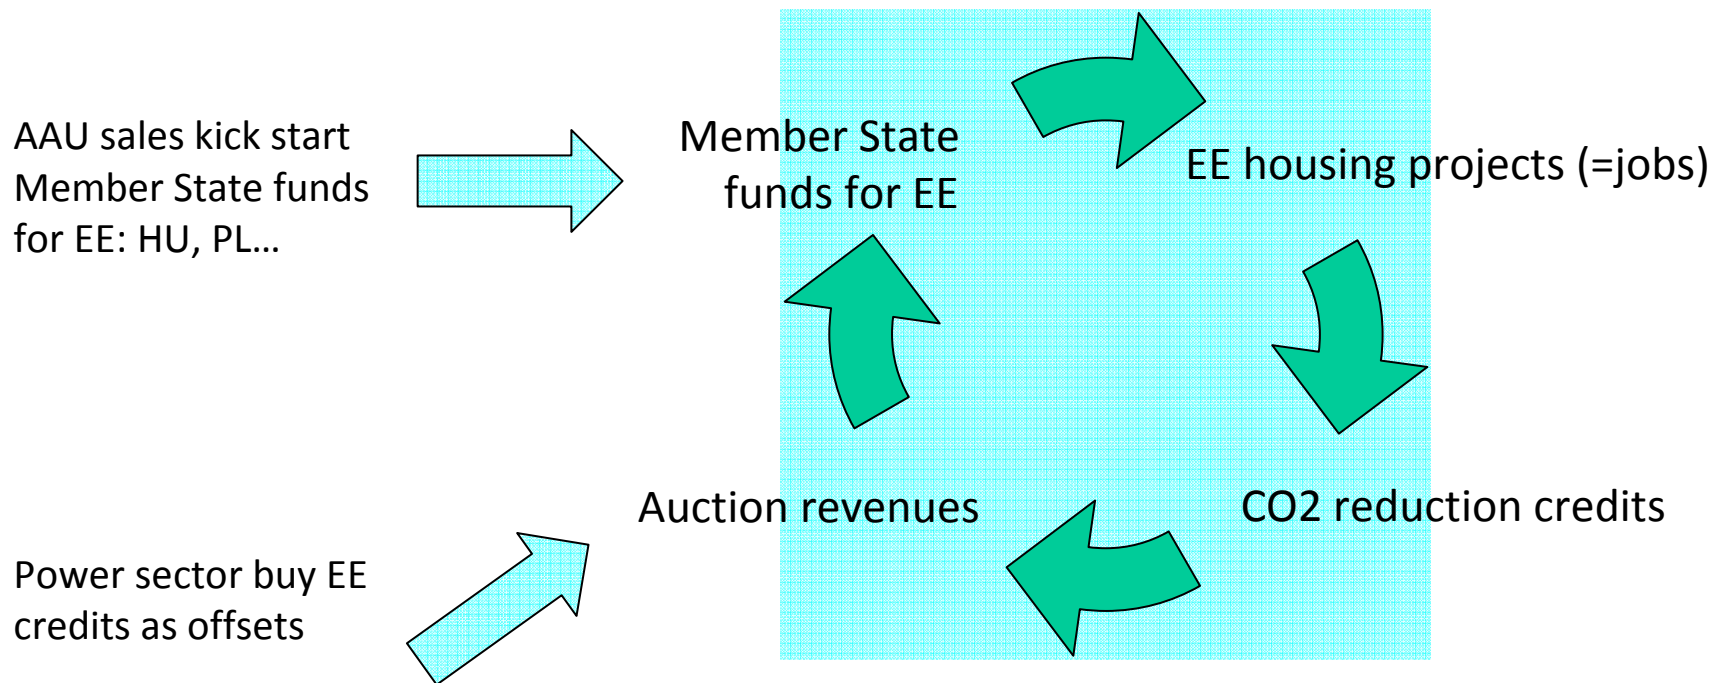 AAU sales kick start
Member State funds
for EE: HU, PL…
Member State
funds for EE
EE housing projects (=jobs)
Auction revenues
CO2 reduction credits
Power sector buy EE
credits as offsets